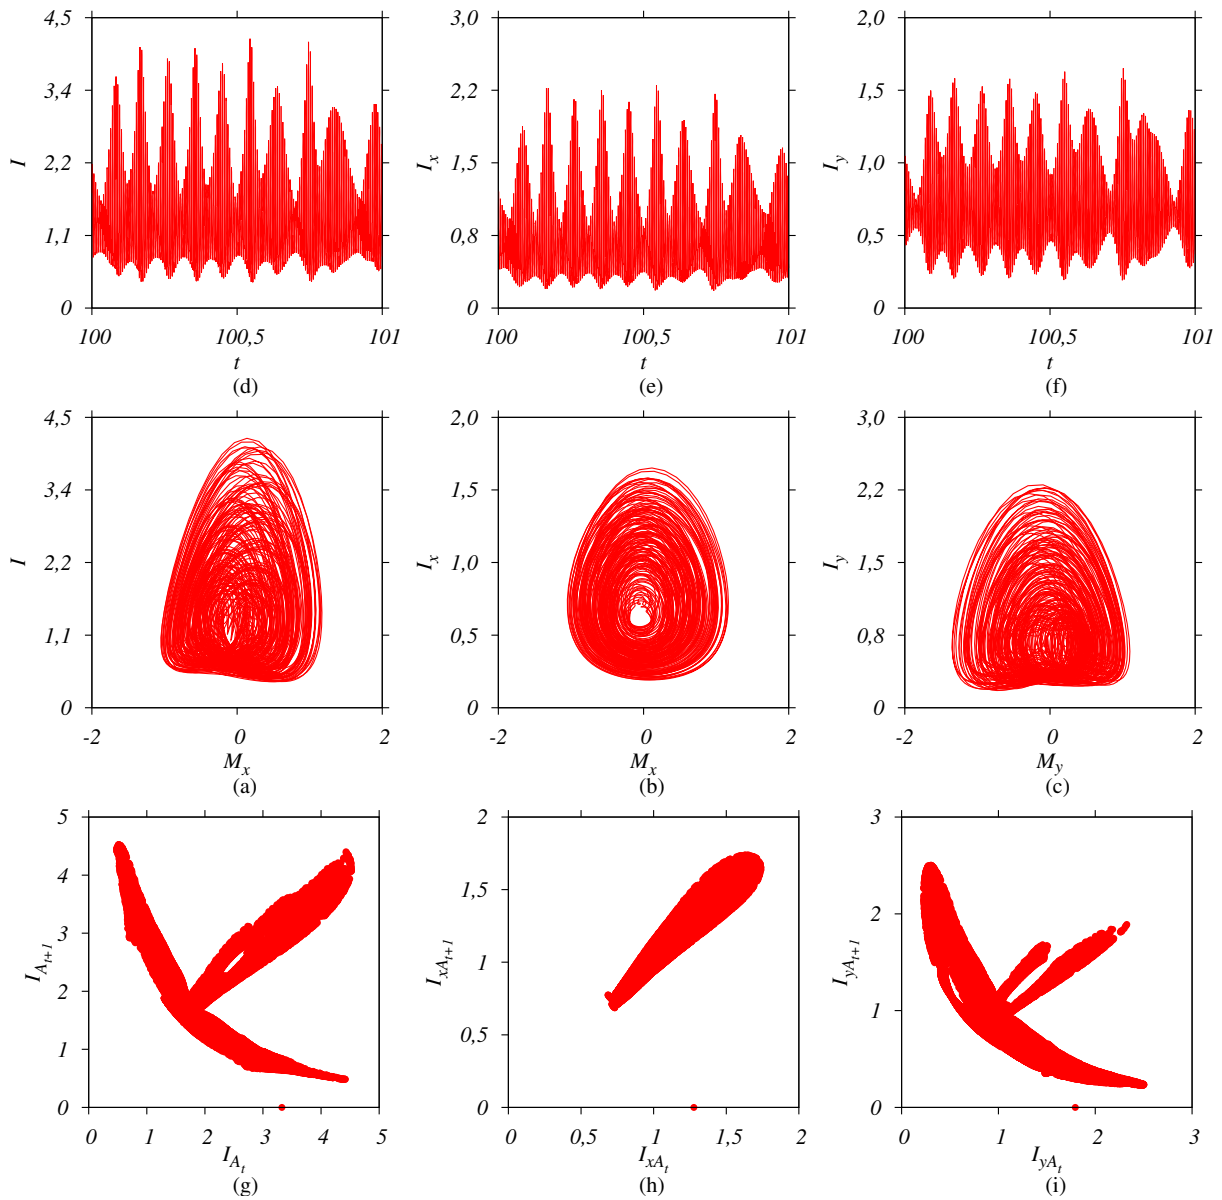 4,5 3,4 2,2 1,1 0
I
100 100,5 101
t
(d)
3,0 2,2 1,5 0,8 0
I_x
100 100,5 101
t
(e)
2,0 1,5 1,0 0,5 0
I_y
100 100,5 101
t
(f)
4,5 3,4 2,2 1,1 0
I
-2 0 2
M_x
(a)
2,0 1,5 1,0 0,5 0
I_x
-2 0 2
M_x
(b)
3,0 2,2 1,5 0,8 0
I_y
-2 0 2
M_y
(c)
5 4 3 2 1 0
I_{A_{t+1}}
0 1 2 3 4 5
I_{A_t}
(g)
2 1,5 1 0,5 0
I_{xA_{t+1}}
0 0,5 1 1,5 2
I_{xA_t}
(h)
3 2 1 0
I_{yA_{t+1}}
0 1 2 3
I_{yA_t}
(i)